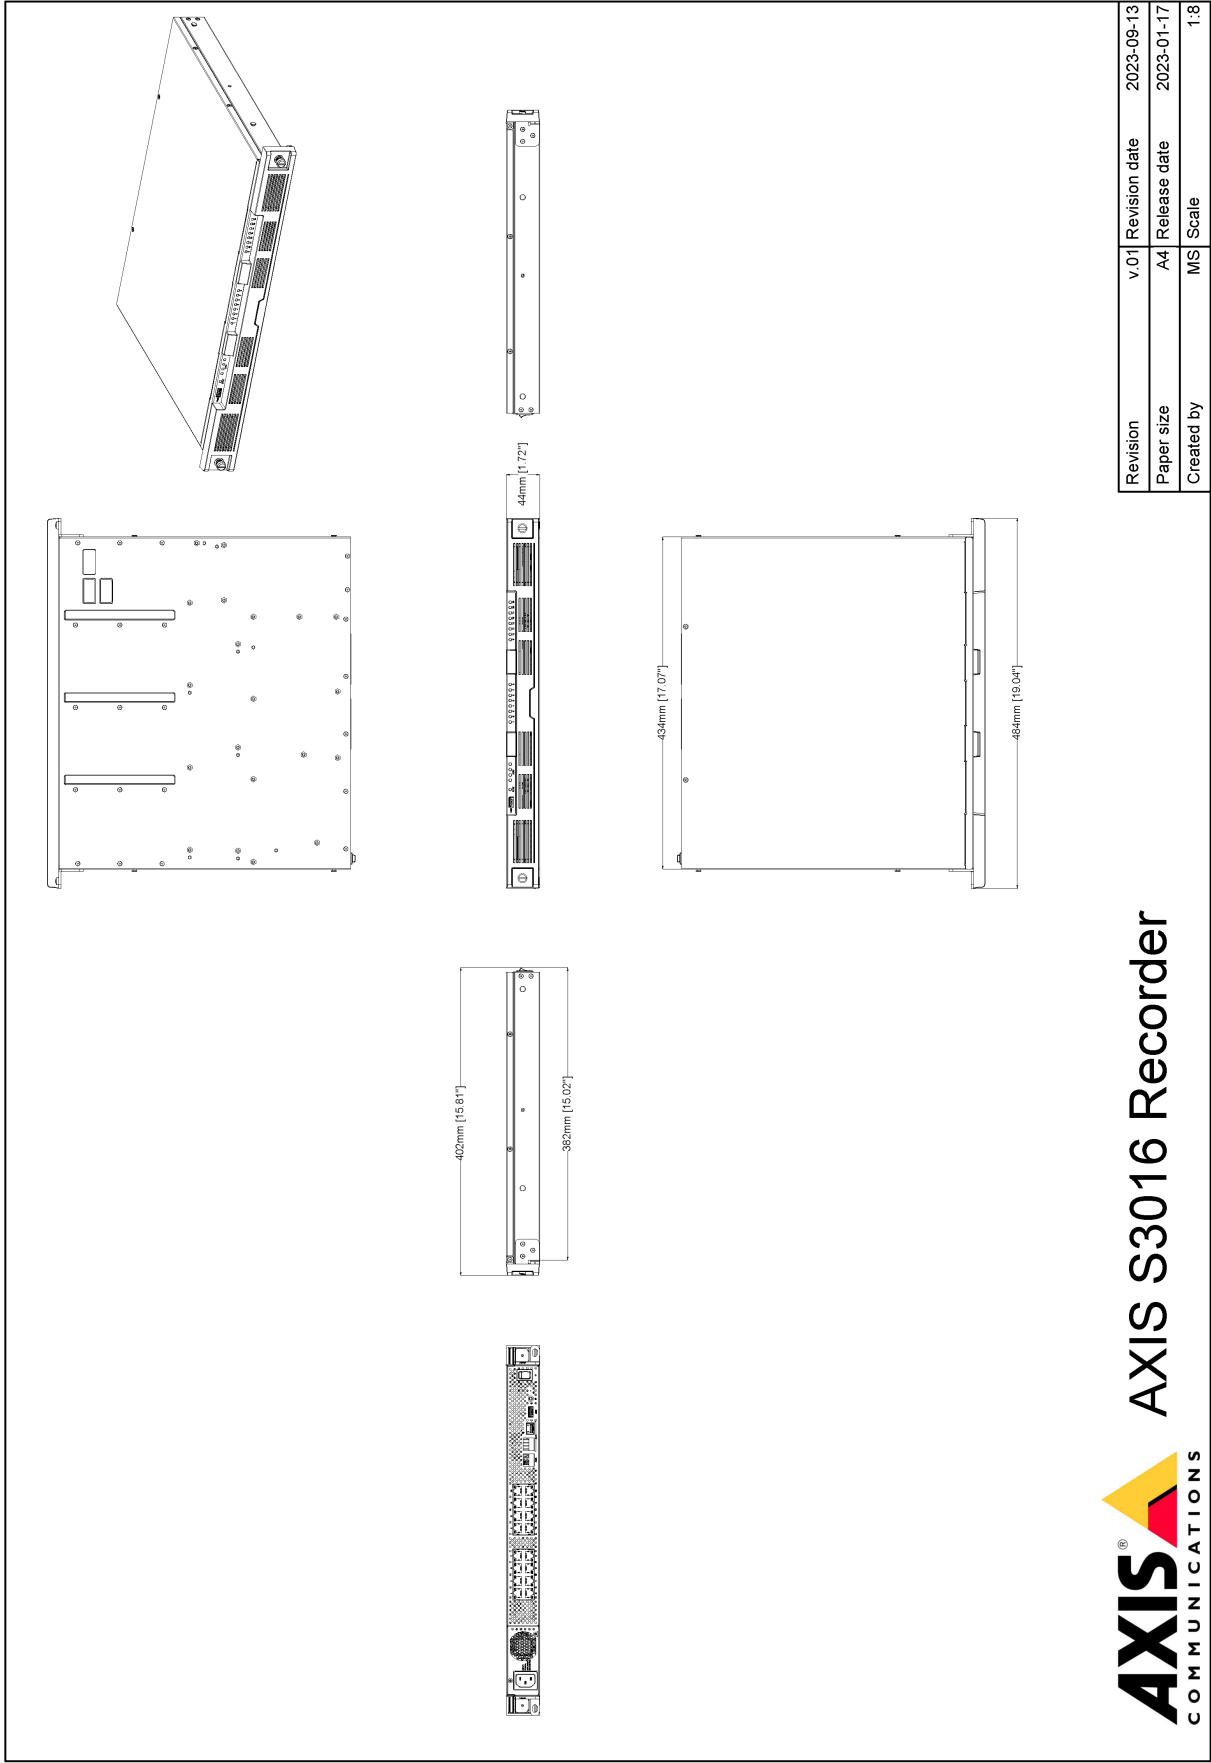 402mm [15.81"]
382mm [15.02"]
44mm [1.72"]
434mm [17.07"]
484mm [19.04"]
AXIS®
COMMUNICATIONS
AXIS S3016 Recorder
Revision v.01 Revision date 2023-09-13
Paper size A4 Release date 2023-01-17
Created by MS Scale 1:8